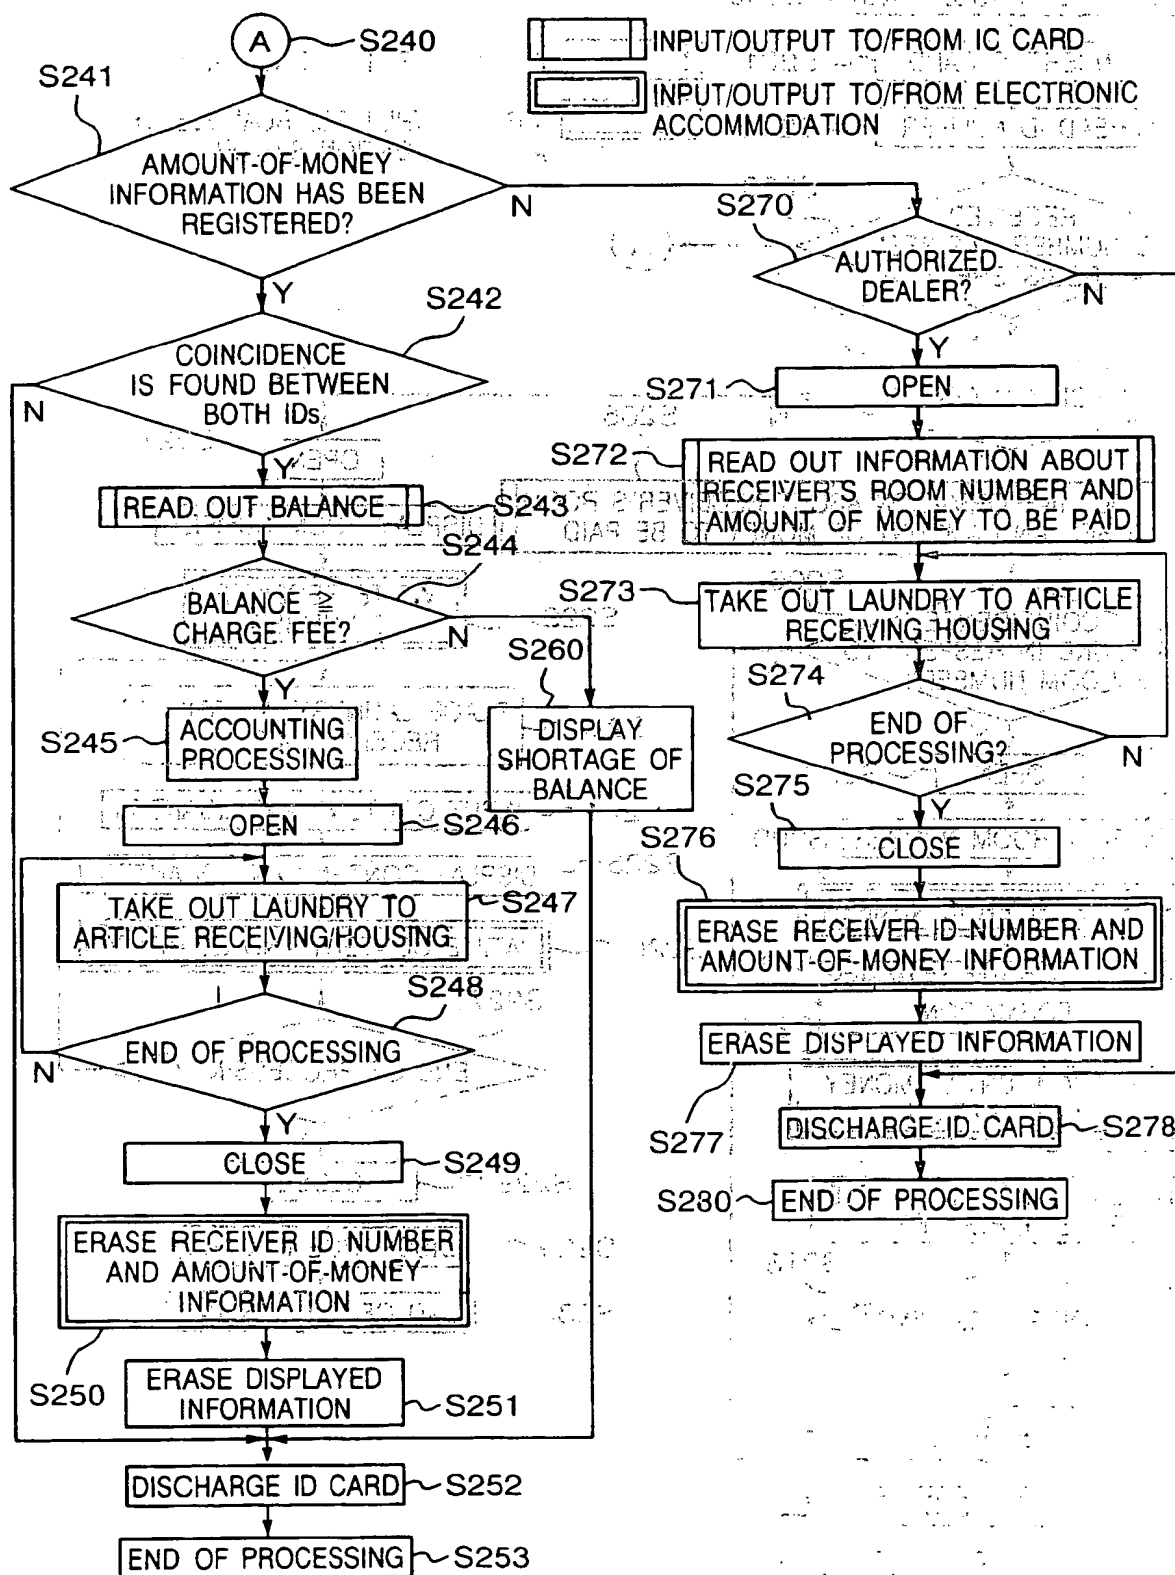 A
S240
INPUT/OUTPUT TO/FROM IC CARD
INPUT/OUTPUT TO/FROM ELECTRONIC
ACCOMMODATION
S241
AMOUNT-OF-MONEY
INFORMATION HAS BEEN
REGISTERED?
N
Y
S242
COINCIDENCE
IS FOUND BETWEEN
BOTH IDs
N
Y
READ OUT BALANCE
S243
S244
BALANCE ≧
CHARGE FEE?
N
Y
S260
DISPLAY
SHORTAGE OF
BALANCE
S245
ACCOUNTING
PROCESSING
OPEN
S246
TAKE OUT LAUNDRY TO
ARTICLE RECEIVING/HOUSING
S247
S248
END OF PROCESSING
N
Y
CLOSE
S249
ERASE RECEIVER ID NUMBER
AND AMOUNT-OF-MONEY
INFORMATION
S250
ERASE DISPLAYED
INFORMATION
S251
DISCHARGE ID CARD
S252
END OF PROCESSING
S253
S270
AUTHORIZED
DEALER?
N
Y
S271
OPEN
S272
READ OUT INFORMATION ABOUT
RECEIVER'S ROOM NUMBER AND
AMOUNT OF MONEY TO BE PAID
S273
TAKE OUT LAUNDRY TO ARTICLE
RECEIVING HOUSING
S274
END OF
PROCESSING?
N
Y
S275
CLOSE
S276
ERASE RECEIVER ID NUMBER AND
AMOUNT-OF-MONEY INFORMATION
ERASE DISPLAYED INFORMATION
S277
DISCHARGE ID CARD
S278
S280
END OF PROCESSING